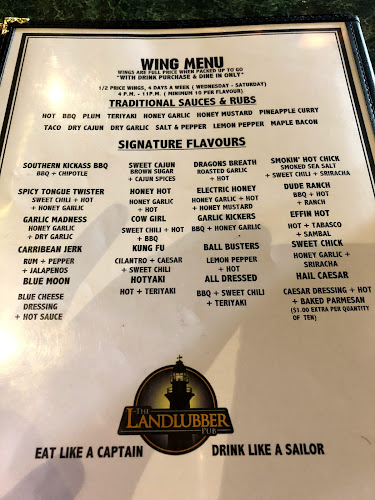 WING MENU
WINGS ARE FULL PRICE WHEN PACKED UP TO GO
"WITH DRINK PURCHASE & DINE IN ONLY"
1/2 PRICE WINGS, 4 DAYS A WEEK ( WEDNESDAY - SATURDAY)
4 P.M. - 11P.M. ( MINIMUM 10 PER FLAVOUR)
TRADITIONAL SAUCES & RUBS
HOT BBQ PLUM TERIYAKI HONEY GARLIC HONEY MUSTARD PINEAPPLE CURRY
TACO DRY CAJUN DRY GARLIC SALT & PEPPER LEMON PEPPER MAPLE BACON
SIGNATURE FLAVOURS
SOUTHERN KICKASS BBQ
BBQ + CHIPOTLE
SPICY TONGUE TWISTER
SWEET CHILI + HOT
+ HONEY GARLIC
GARLIC MADNESS
HONEY GARLIC
+ DRY GARLIC
CARRIBEAN JERK
RUM + PEPPER
+ JALAPENOS
BLUE MOON
BLUE CHEESE
DRESSING
+ HOT SAUCE
SWEET CAJUN
BROWN SUGAR
+ CAJUN SPICES
HONEY HOT
HONEY GARLIC
+ HOT
COW GIRL
SWEET CHILI + HOT
+ BBQ
KUNG FU
CILANTRO + CAESAR
+ SWEET CHILI
HOTYAKI
HOT + TERIYAKI
DRAGONS BREATH
ROASTED GARLIC
+ HOT
ELECTRIC HONEY
HONEY GARLIC + HOT
+ HONEY MUSTARD
GARLIC KICKERS
BBQ + HONEY GARLIC
BALL BUSTERS
LEMON PEPPER
+ HOT
ALL DRESSED
BBQ + SWEET CHILI
+ TERIYAKI
SMOKIN' HOT CHICK
SMOKED SEA SALT
+ SWEET CHILI + SRIRACHA
DUDE RANCH
BBQ + HOT
+ RANCH
EFFIN HOT
HOT + TABASCO
+ SAMBAL
SWEET CHICK
HONEY GARLIC +
SRIRACHA
HAIL CAESAR
CAESAR DRESSING + HOT
+ BAKED PARMESAN
($1.00 EXTRA PER QUANTITY
OF TEN)
THE
LANDLUBBER
PUB
EAT LIKE A CAPTAIN DRINK LIKE A SAILOR